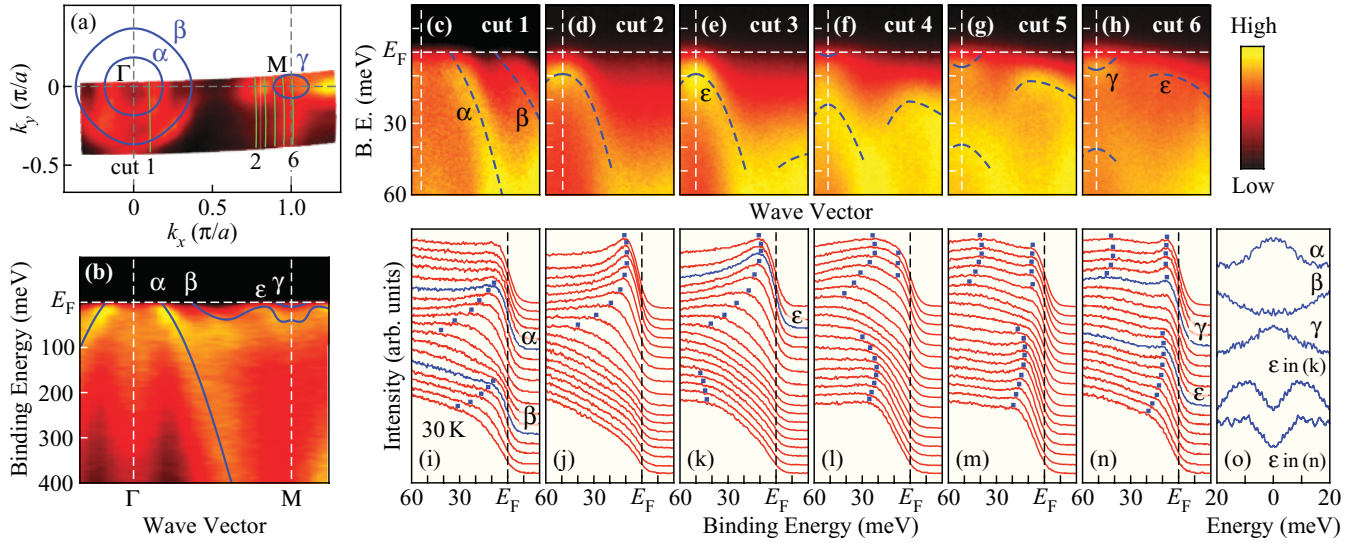 (a)
β
α
Γ
M
γ
0
-0.5
k_y (π/a)
cut 1
2
6
0
0.5
1.0
k_x (π/a)
(b)
α
β
ε
γ
E_F
100
200
300
400
Binding Energy (meV)
Γ
M
Wave Vector
(c) cut 1
(d) cut 2
(e) cut 3
(f) cut 4
(g) cut 5
(h) cut 6
E_F
30
60
B. E. (meV)
α
β
ε
γ
ε
Wave Vector
High
Low
Intensity (arb. units)
α
β
30 K
(i)
(j)
ε
(k)
(l)
(m)
γ
ε
(n)
α
β
γ
ε in (k)
ε in (n)
(o)
60 30 E_F
60 30 E_F
60 30 E_F
60 30 E_F
60 30 E_F
60 30 E_F
20 0 20
Binding Energy (meV)
Energy (meV)